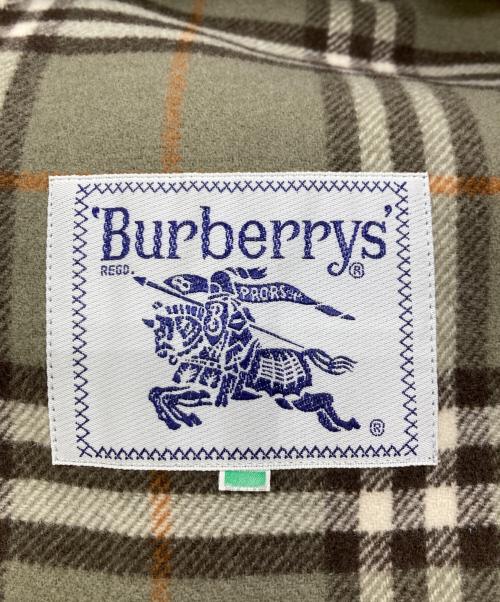 'Burberrys'
REGD. ®
PRORSUM
®